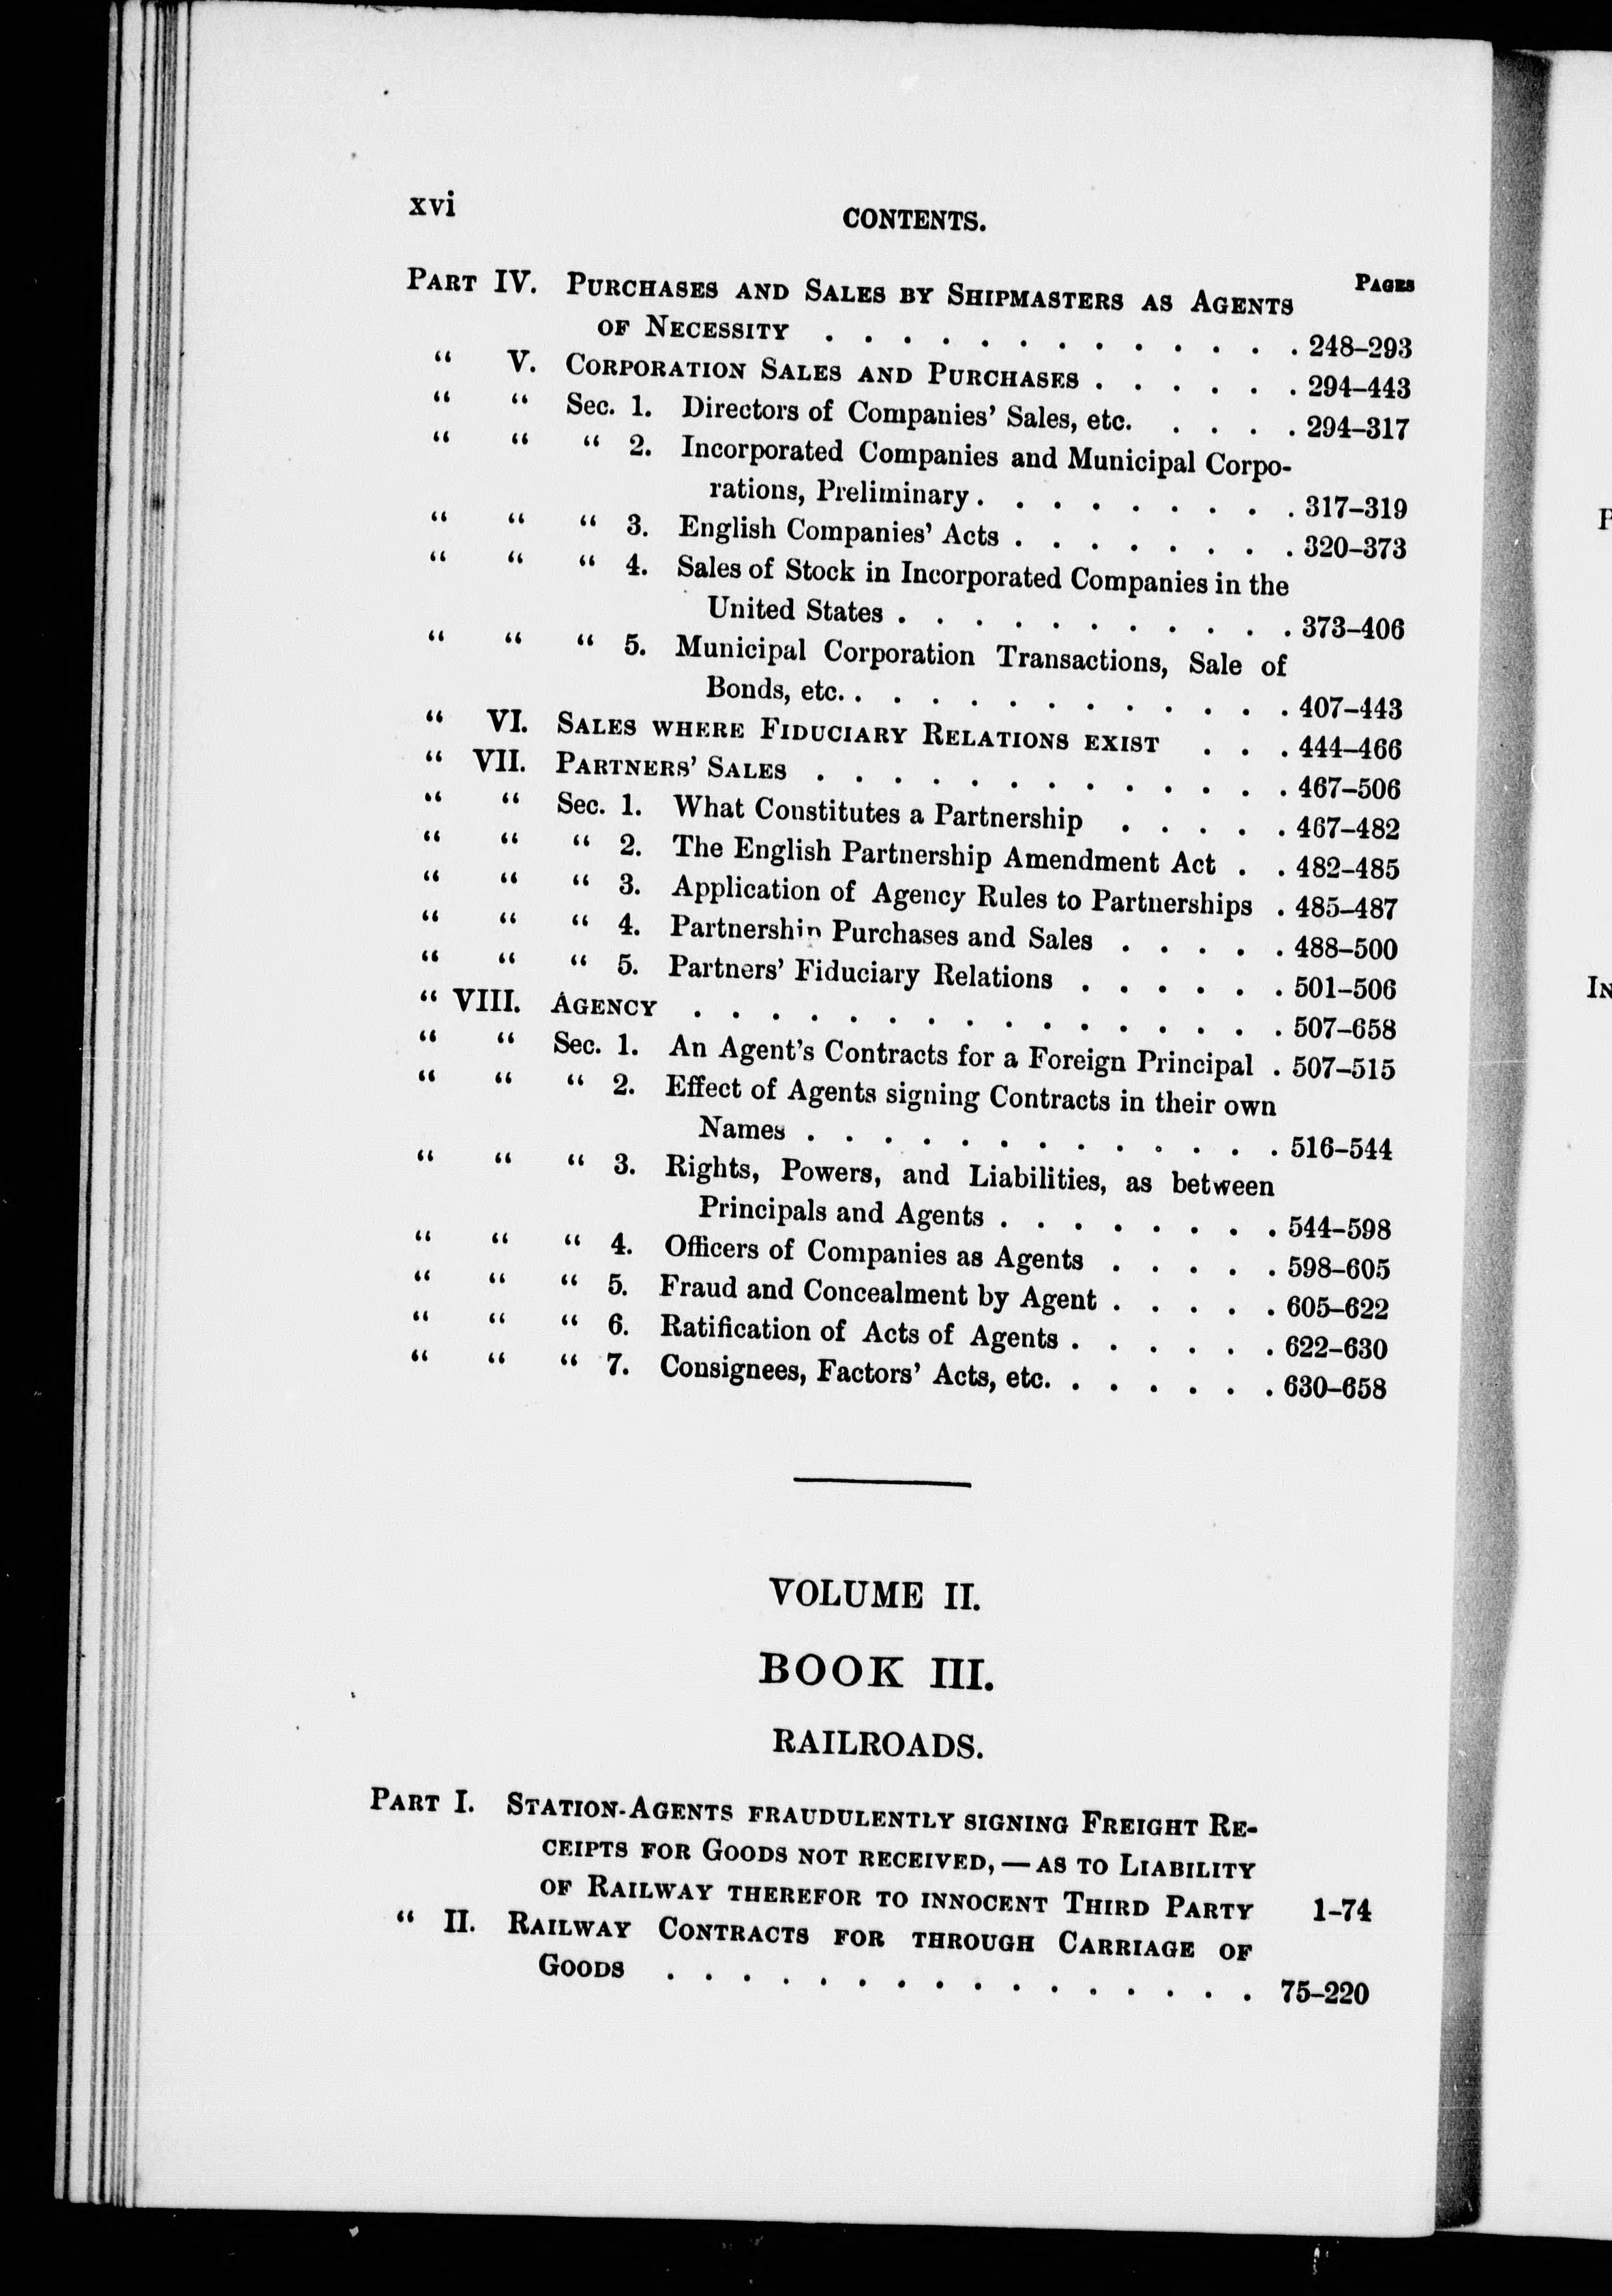 xvi
CONTENTS.
PAGES
PART IV. PURCHASES AND SALES BY SHIPMASTERS AS AGENTS
OF NECESSITY . . . . . . . . . . . . . 248–293
“ V. CORPORATION SALES AND PURCHASES . . . . . . 294–443
“ “ Sec. 1. Directors of Companies’ Sales, etc. . . . . 294–317
“ “ “ 2. Incorporated Companies and Municipal Corpo-
rations, Preliminary . . . . . . . . . 317–319
“ “ “ 3. English Companies’ Acts . . . . . . . . 320–373
“ “ “ 4. Sales of Stock in Incorporated Companies in the
United States . . . . . . . . . . . 373–406
“ “ “ 5. Municipal Corporation Transactions, Sale of
Bonds, etc. . . . . . . . . . . . . 407–443
“ VI. SALES WHERE FIDUCIARY RELATIONS EXIST . . . 444–466
“ VII. PARTNERS’ SALES . . . . . . . . . . . . . 467–506
“ “ Sec. 1. What Constitutes a Partnership . . . . . 467–482
“ “ “ 2. The English Partnership Amendment Act . . 482–485
“ “ “ 3. Application of Agency Rules to Partnerships . 485–487
“ “ “ 4. Partnership Purchases and Sales . . . . . 488–500
“ “ “ 5. Partners’ Fiduciary Relations . . . . . . 501–506
“ VIII. AGENCY . . . . . . . . . . . . . . . . 507–658
“ “ Sec. 1. An Agent’s Contracts for a Foreign Principal . 507–515
“ “ “ 2. Effect of Agents signing Contracts in their own
Names . . . . . . . . . . . . . 516–544
“ “ “ 3. Rights, Powers, and Liabilities, as between
Principals and Agents . . . . . . . . 544–598
“ “ “ 4. Officers of Companies as Agents . . . . . 598–605
“ “ “ 5. Fraud and Concealment by Agent . . . . . 605–622
“ “ “ 6. Ratification of Acts of Agents . . . . . . 622–630
“ “ “ 7. Consignees, Factors’ Acts, etc. . . . . . . 630–658
VOLUME II.
BOOK III.
RAILROADS.
PART I. STATION-AGENTS FRAUDULENTLY SIGNING FREIGHT RE-
CEIPTS FOR GOODS NOT RECEIVED, — AS TO LIABILITY
OF RAILWAY THEREFOR TO INNOCENT THIRD PARTY 1–74
“ II. RAILWAY CONTRACTS FOR THROUGH CARRIAGE OF
GOODS . . . . . . . . . . . . . . . . 75–220